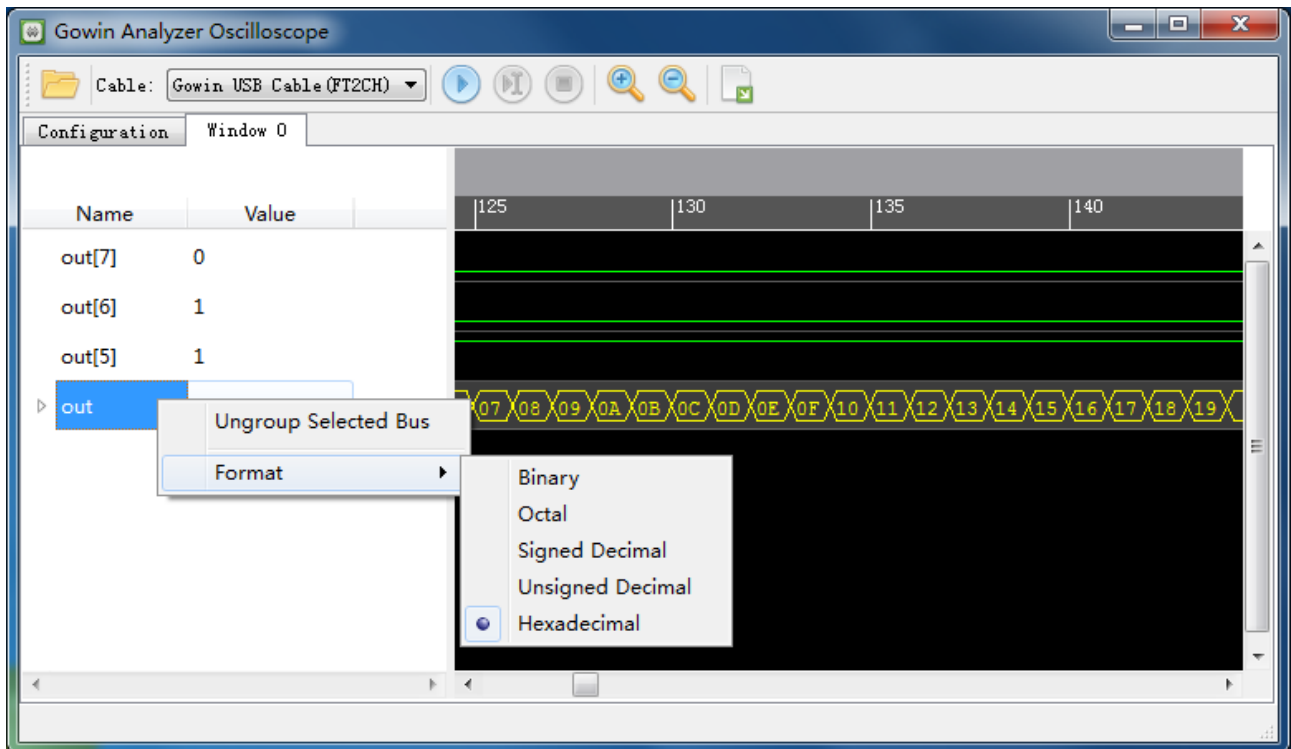 Gowin Analyzer Oscilloscope
Cable: Gowin USB Cable(FT2CH)
Configuration Window 0
Name Value 125 130 135 140
out[7] 0
out[6] 1
out[5] 1
out 07 08 09 0A 0B 0C 0D 0E 0F 10 11 12 13 14 15 16 17 18 19
Ungroup Selected Bus
Format
Binary
Octal
Signed Decimal
Unsigned Decimal
Hexadecimal